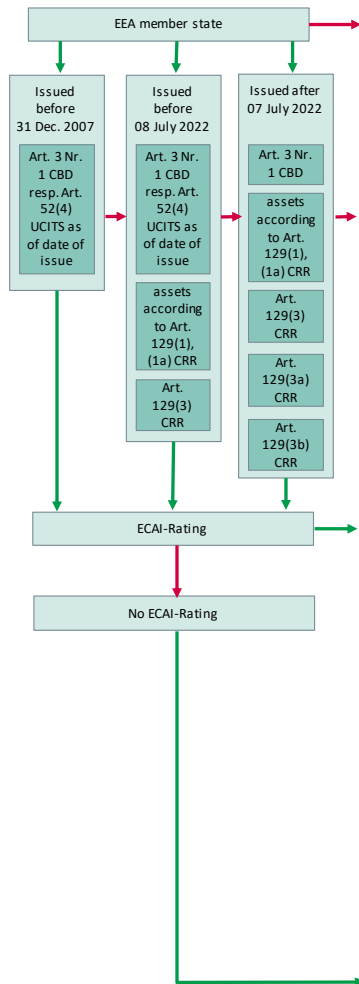 EEA member state
Issued
before
31 Dec. 2007
Art. 3 Nr.
1 CBD
resp. Art.
52(4)
UCITS as
of date of
issue
Issued
before
08 July 2022
Art. 3 Nr.
1 CBD
resp. Art.
52(4)
UCITS as
of date of
issue
assets
according
to Art.
129(1),
(1a) CRR
Art.
129(3)
CRR
Issued after
07 July 2022
Art. 3 Nr.
1 CBD
assets
according
to Art.
129(1),
(1a) CRR
Art.
129(3)
CRR
Art.
129(3a)
CRR
Art.
129(3b)
CRR
ECAI-Rating
No ECAI-Rating